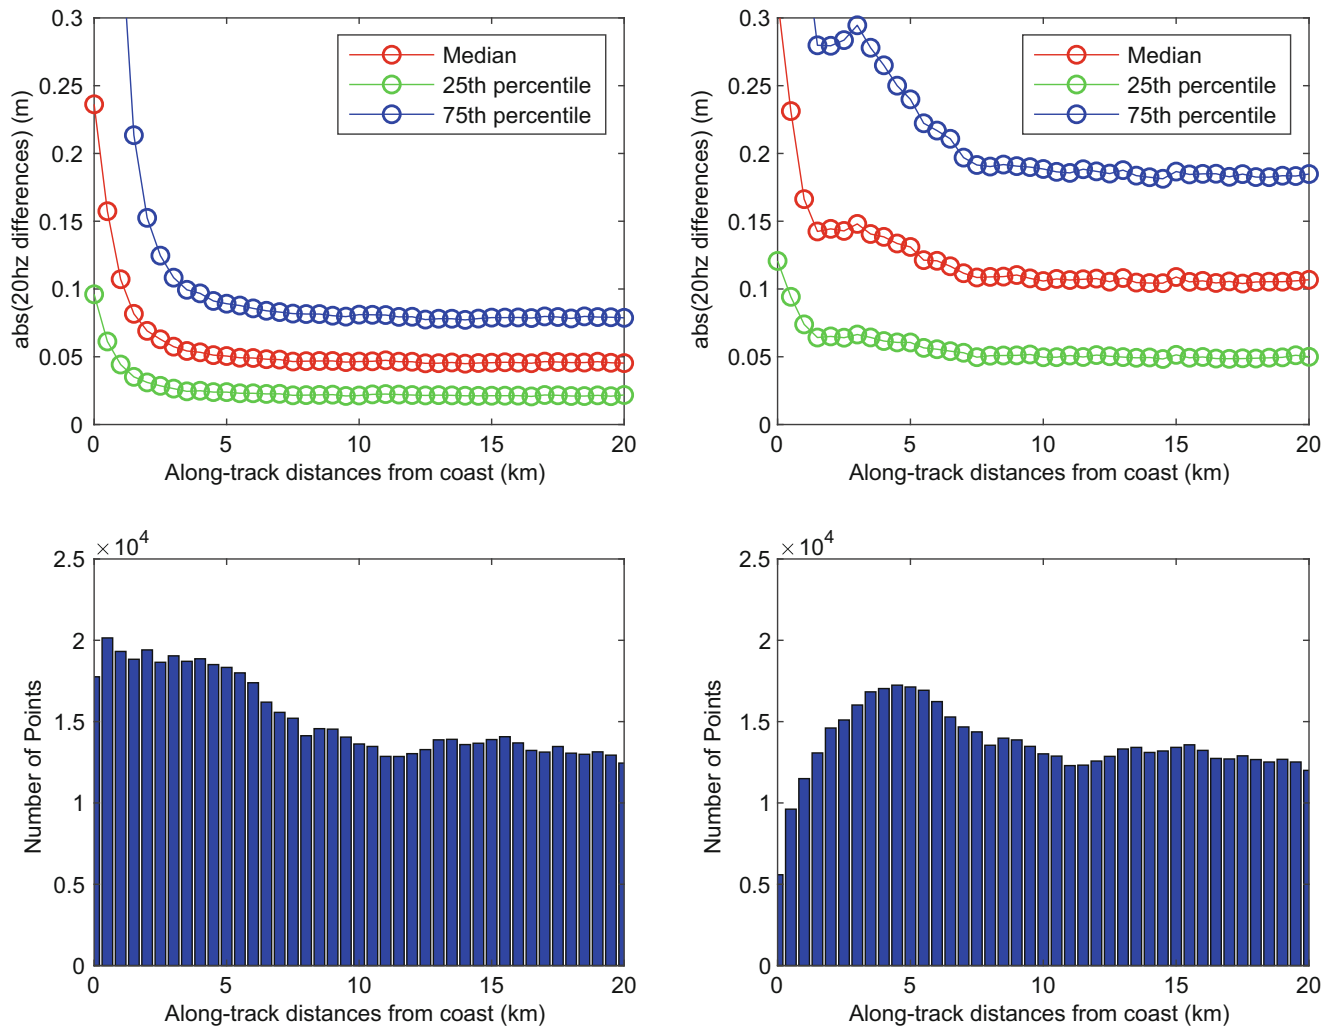 0.3
0.25
0.2
0.15
0.1
0.05
0
abs(20hz differences) (m)
Median
25th percentile
75th percentile
0 5 10 15 20
Along-track distances from coast (km)
0.3
0.25
0.2
0.15
0.1
0.05
0
abs(20hz differences) (m)
Median
25th percentile
75th percentile
0 5 10 15 20
Along-track distances from coast (km)
× 10^4
2.5
2
1.5
1
0.5
0
Number of Points
0 5 10 15 20
Along-track distances from coast (km)
× 10^4
2.5
2
1.5
1
0.5
0
Number of Points
0 5 10 15 20
Along-track distances from coast (km)